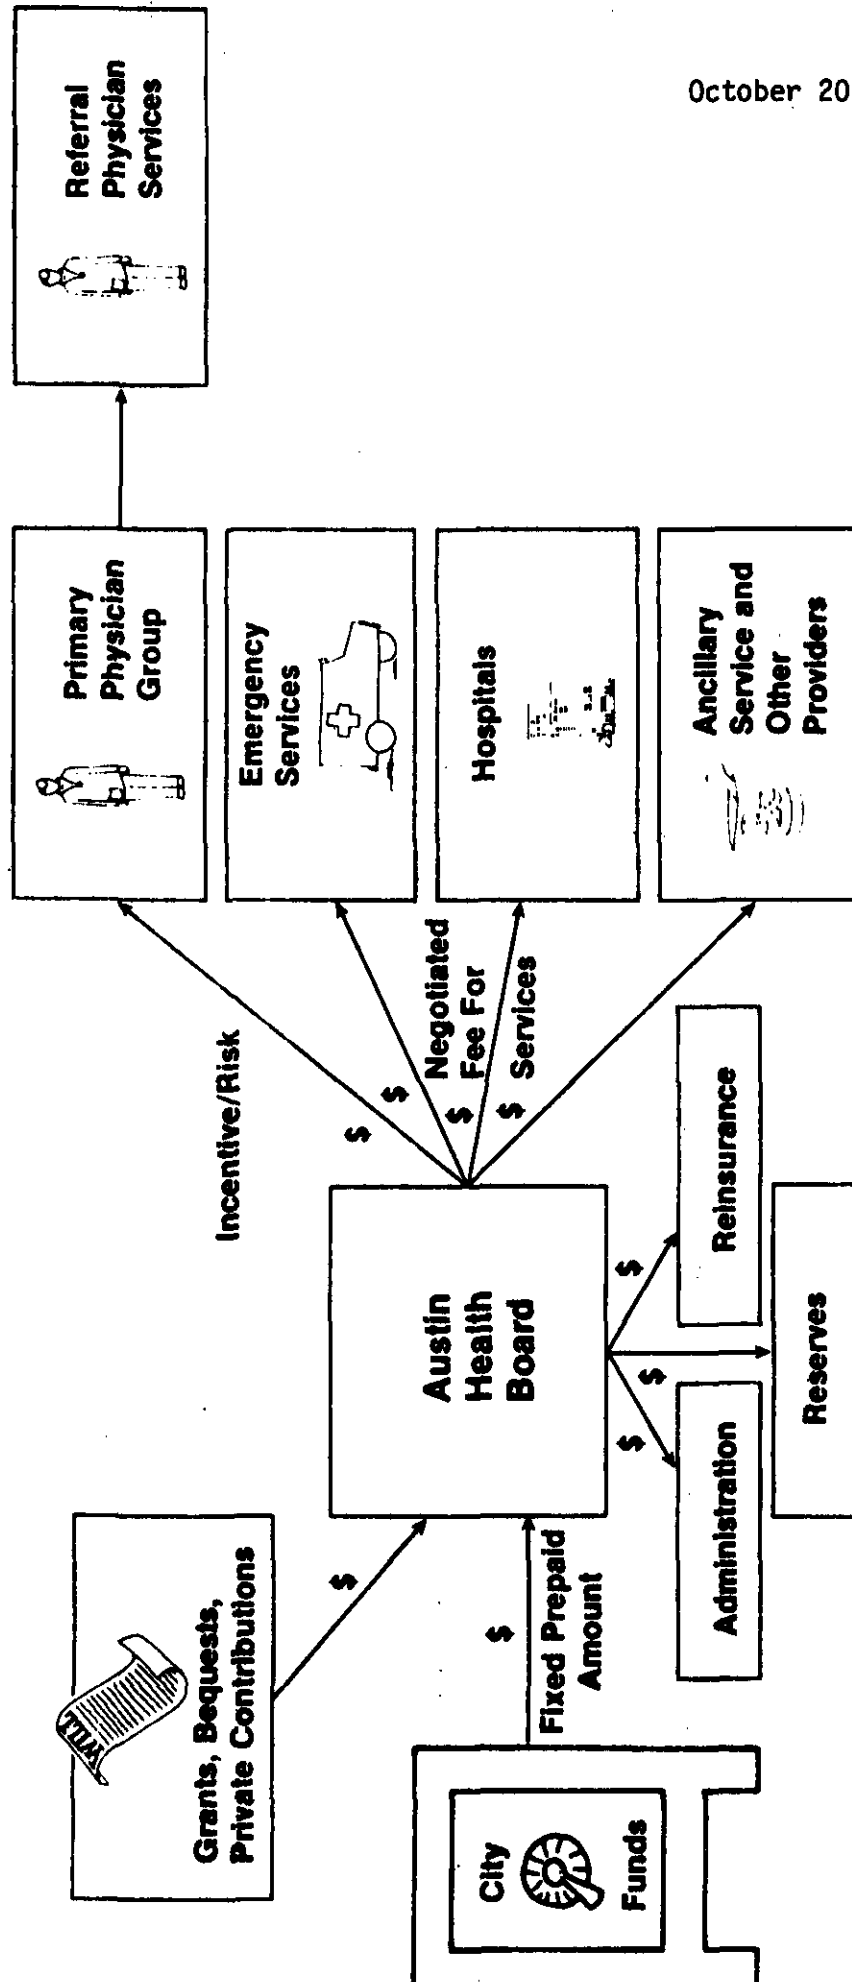 October 20
WILL
Grants, Bequests,
Private Contributions
$
City
Funds
$
Fixed Prepaid
Amount
Austin
Health
Board
$
$
$
Administration
Reinsurance
Reserves
Incentive/Risk
$
$
$
$
Negotiated
Fee For
Services
Primary
Physician
Group
Emergency
Services
Hospitals
Ancillary
Service and
Other
Providers
Referral
Physician
Services